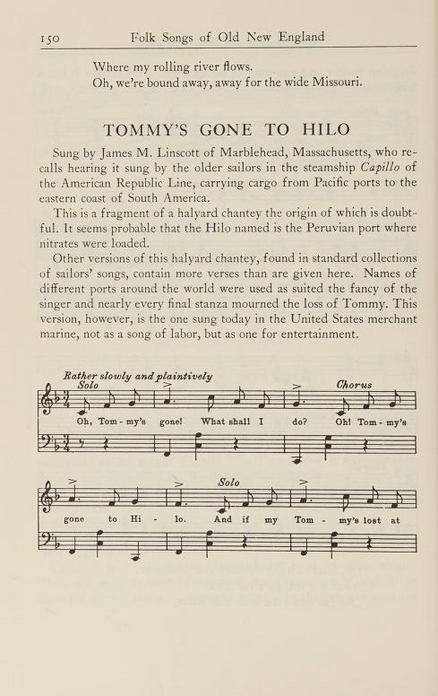 150 Folk Songs of Old New England
Where my rolling river flows.
Oh, we're bound away, away for the wide Missouri.
TOMMY'S GONE TO HILO
Sung by James M. Linscott of Marblehead, Massachusetts, who re-
calls hearing it sung by the older sailors in the steamship Capillo of
the American Republic Line, carrying cargo from Pacific ports to the
eastern coast of South America.
This is a fragment of a halyard chantey the origin of which is doubt-
ful. It seems probable that the Hilo named is the Peruvian port where
nitrates were loaded.
Other versions of this halyard chantey, found in standard collections
of sailors' songs, contain more verses than are given here. Names of
different ports around the world were used as suited the fancy of the
singer and nearly every final stanza mourned the loss of Tommy. This
version, however, is the one sung today in the United States merchant
marine, not as a song of labor, but as one for entertainment.
Rather slowly and plaintively
Solo Chorus
Oh, Tom - my's gone! What shall I do? Oh! Tom - my's
Solo
gone to Hi - lo. And if my Tom - my's lost at